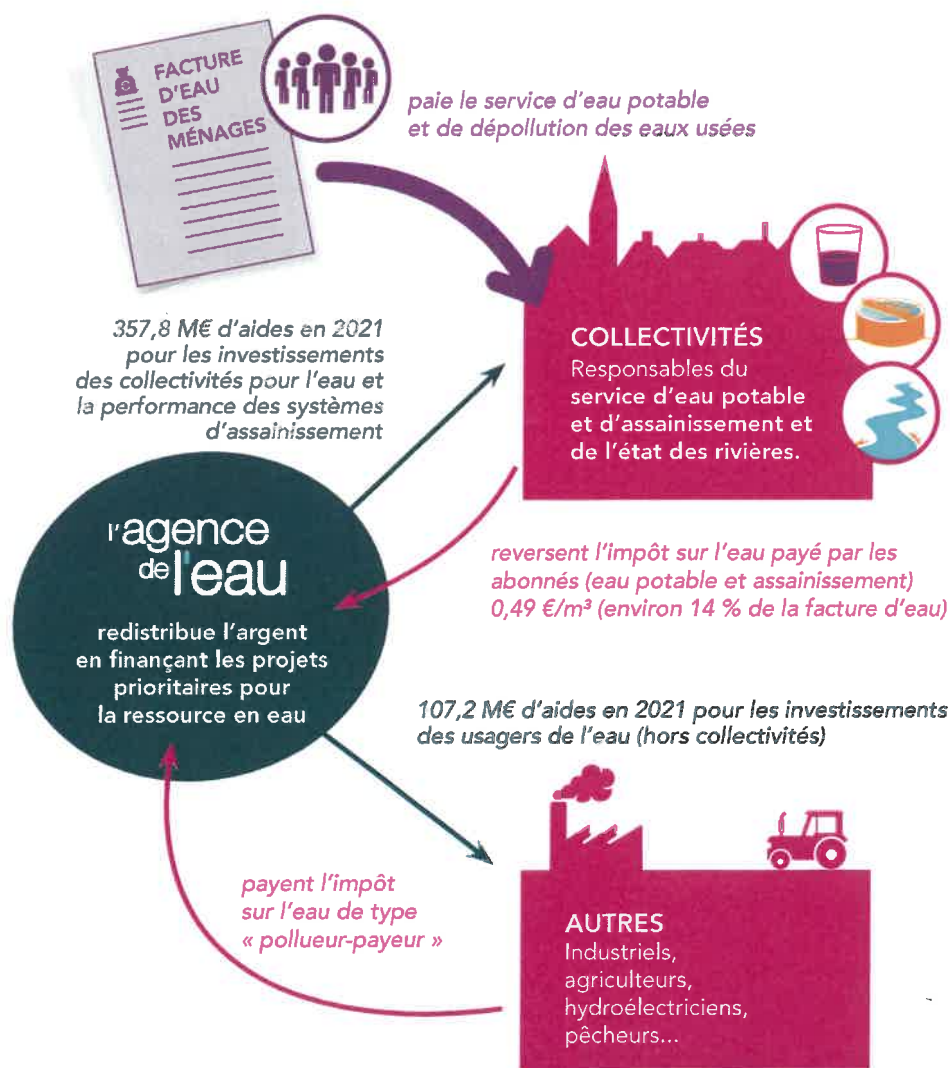 FACTURE
D'EAU
DES
MÉNAGES
paie le service d'eau potable
et de dépollution des eaux usées
357,8 M€ d'aides en 2021
pour les investissements
des collectivités pour l'eau et
la performance des systèmes
d'assainissement
COLLECTIVITÉS
Responsables du
service d'eau potable
et d'assainissement et
de l'état des rivières.
l'agence
de l'eau
redistribue l'argent
en finançant les projets
prioritaires pour
la ressource en eau
reversent l'impôt sur l'eau payé par les
abonnés (eau potable et assainissement)
0,49 €/m³ (environ 14 % de la facture d'eau)
107,2 M€ d'aides en 2021 pour les investissements
des usagers de l'eau (hors collectivités)
payent l'impôt
sur l'eau de type
« pollueur-payeur »
AUTRES
Industriels,
agriculteurs,
hydroélectriciens,
pêcheurs...